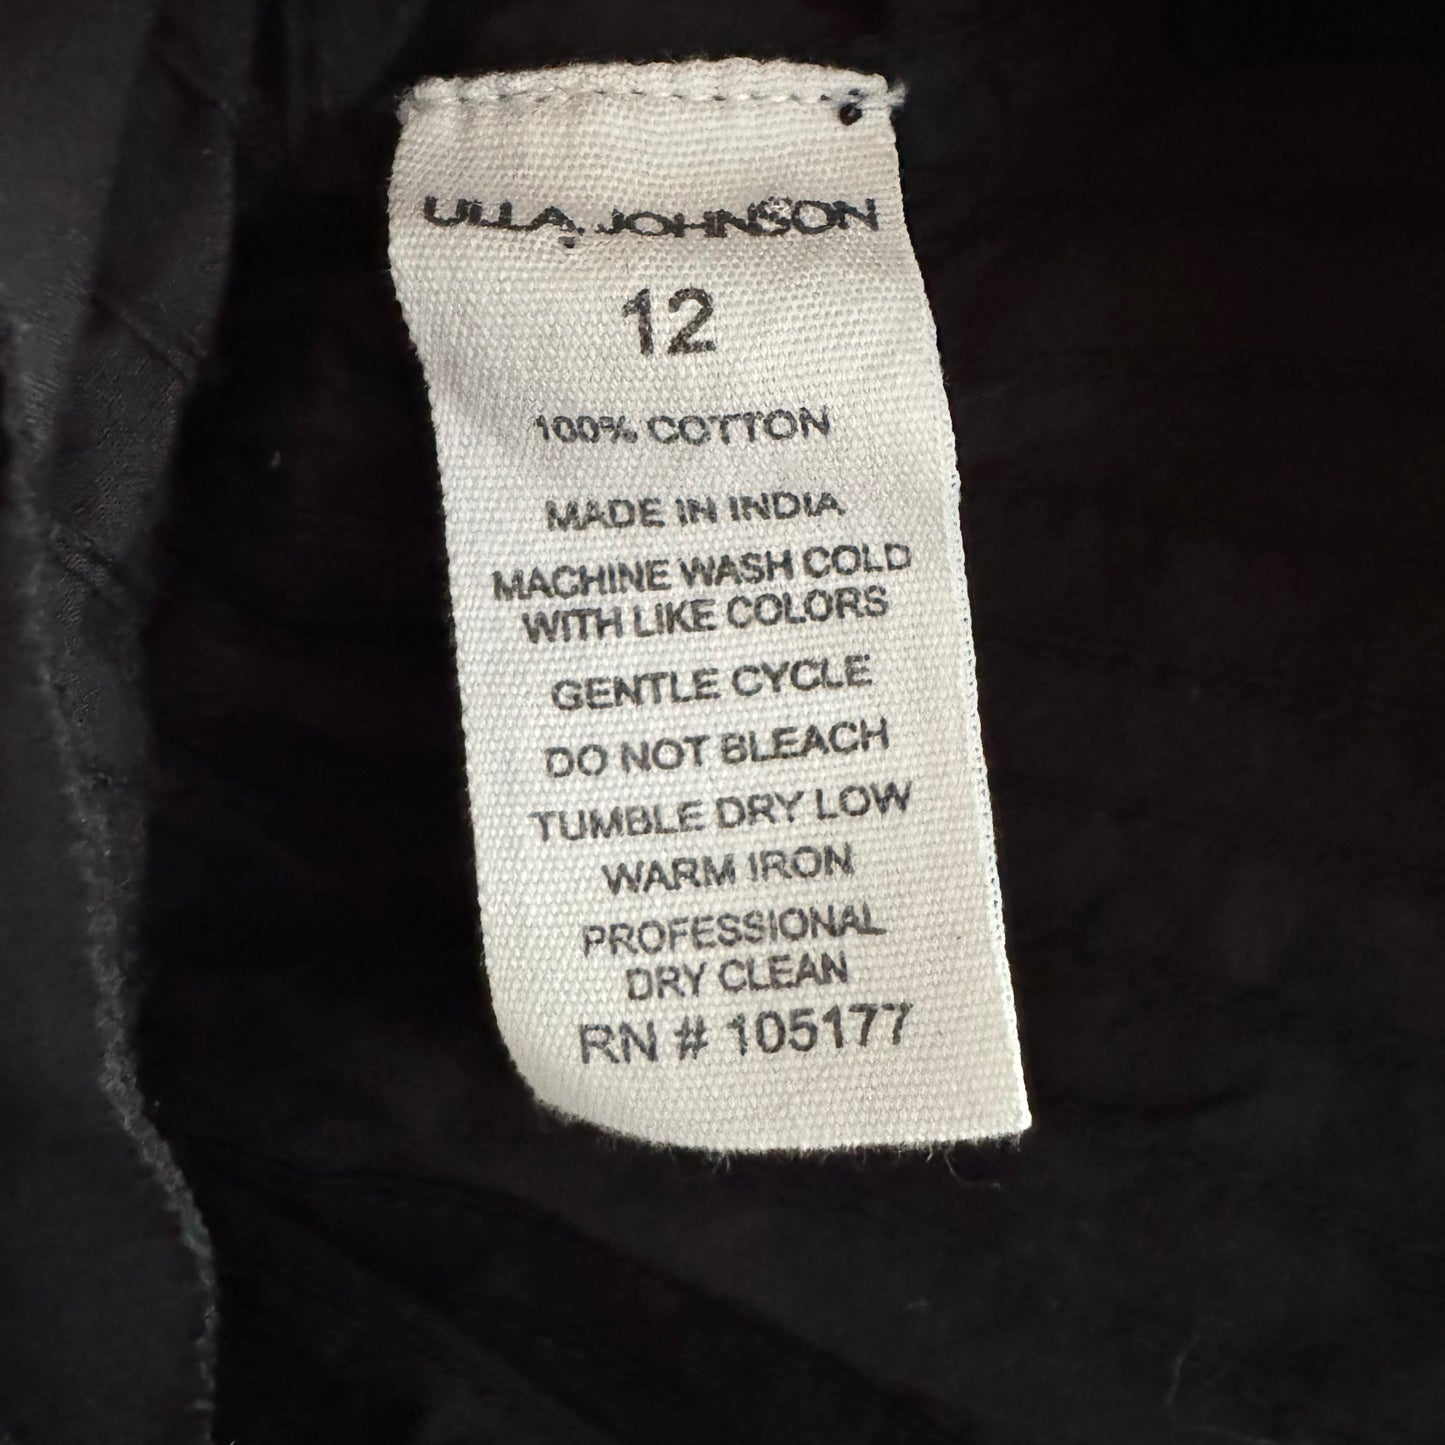 ULLA JOHNSON
12
100% COTTON
MADE IN INDIA
MACHINE WASH COLD
WITH LIKE COLORS
GENTLE CYCLE
DO NOT BLEACH
TUMBLE DRY LOW
WARM IRON
PROFESSIONAL
DRY CLEAN
RN # 105177